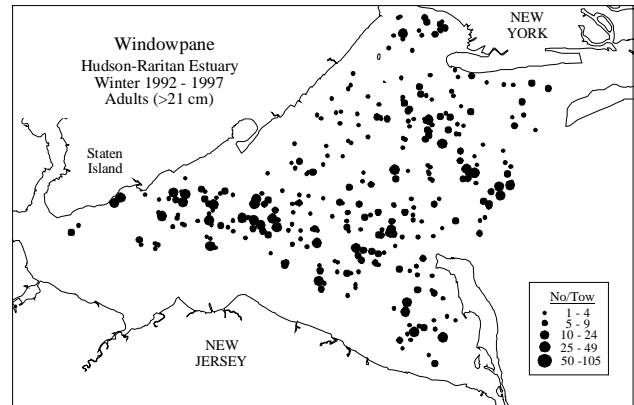 Windowpane
Hudson-Raritan Estuary
Winter 1992 - 1997
Adults (>21 cm)
NEW
YORK
Staten
Island
NEW
JERSEY
No/Tow
1 - 4
5 - 9
10 - 24
25 - 49
50 -105